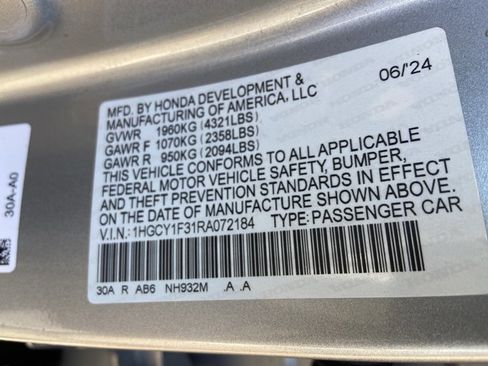 MFD. BY HONDA DEVELOPMENT & 06/'24
MANUFACTURING OF AMERICA, LLC
GVWR 1960KG (4321LBS)
GAWR F 1070KG (2358LBS)
GAWR R 950KG (2094LBS)
THIS VEHICLE CONFORMS TO ALL APPLICABLE
FEDERAL MOTOR VEHICLE SAFETY, BUMPER,
AND THEFT PREVENTION STANDARDS IN EFFECT
ON THE DATE OF MANUFACTURE SHOWN ABOVE.
V.I.N.: 1HGCY1F31RA072184 TYPE: PASSENGER CAR
30A R AB6 NH932M .A .A
30A-A0